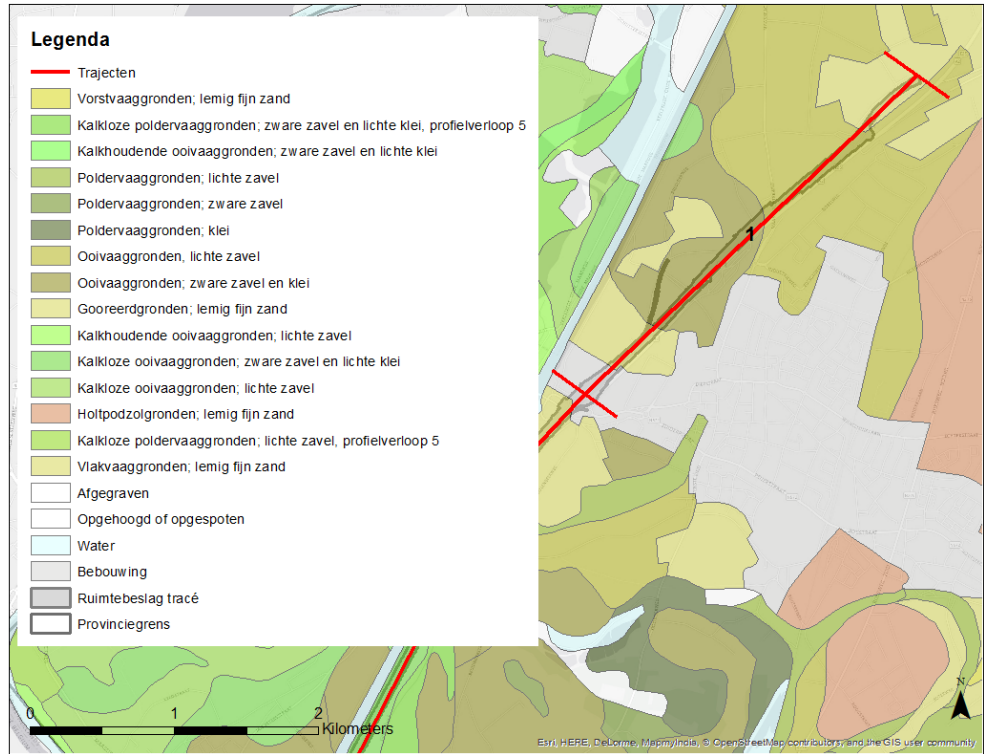 Legenda
Trajecten
Vorstvaaggronden; lemig fijn zand
Kalkloze poldervaaggronden; zware zavel en lichte klei, profielverloop 5
Kalkhoudende ooivaaggronden; zware zavel en lichte klei
Poldervaaggronden; lichte zavel
Poldervaaggronden; zware zavel
Poldervaaggronden; klei
Ooivaaggronden, lichte zavel
Ooivaaggronden; zware zavel en klei
Gooreerdgronden; lemig fijn zand
Kalkhoudende ooivaaggronden; lichte zavel
Kalkloze ooivaaggronden; zware zavel en lichte klei
Kalkloze ooivaaggronden; lichte zavel
Holtpodzolgronden; lemig fijn zand
Kalkloze poldervaaggronden; lichte zavel, profielverloop 5
Vlakvaaggronden; lemig fijn zand
Afgegraven
Opgehoogd of opgespoten
Water
Bebouwing
Ruimtebeslag tracé
Provinciegrens
1
N
0 1 2
Kilometers
Esri, HERE, DeLorme, MapmyIndia, © OpenStreetMap contributors, and the GIS user community